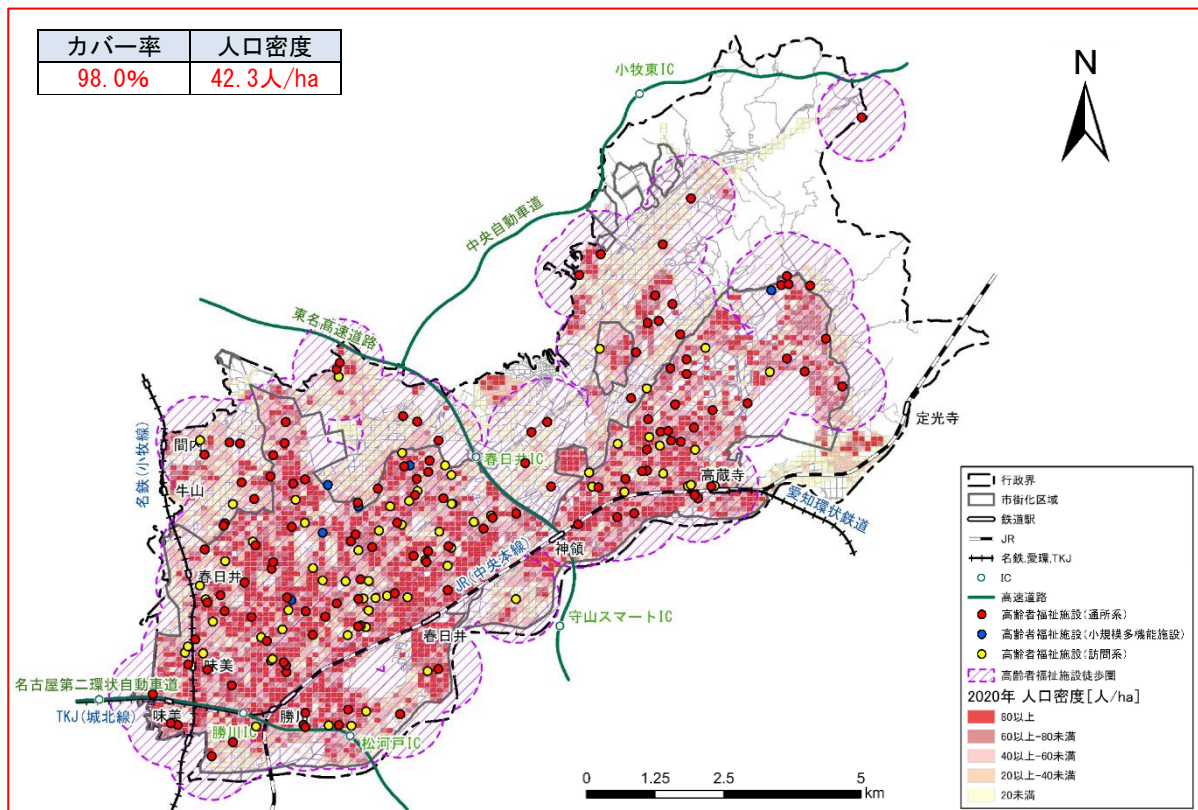 カバー率 人口密度
98.0% 42.3人/ha
小牧東IC
N
中央自動車道
東名高速道路
名鉄(小牧線)
間内
牛山
春日井IC
高蔵寺
定光寺
愛知環状鉄道
JR(中央本線)
神領
春日井
春日井
守山スマートIC
味美
名古屋第二環状自動車道
TKJ(城北線)
味美
勝川
勝川IC
松河戸IC
0 1.25 2.5 5
km
行政界
市街化区域
鉄道駅
JR
名鉄,愛環,TKJ
IC
高速道路
高齢者福祉施設(通所系)
高齢者福祉施設(小規模多機能施設)
高齢者福祉施設(訪問系)
高齢者福祉施設徒歩圏
2020年 人口密度[人/ha]
80以上
60以上-80未満
40以上-60未満
20以上-40未満
20未満